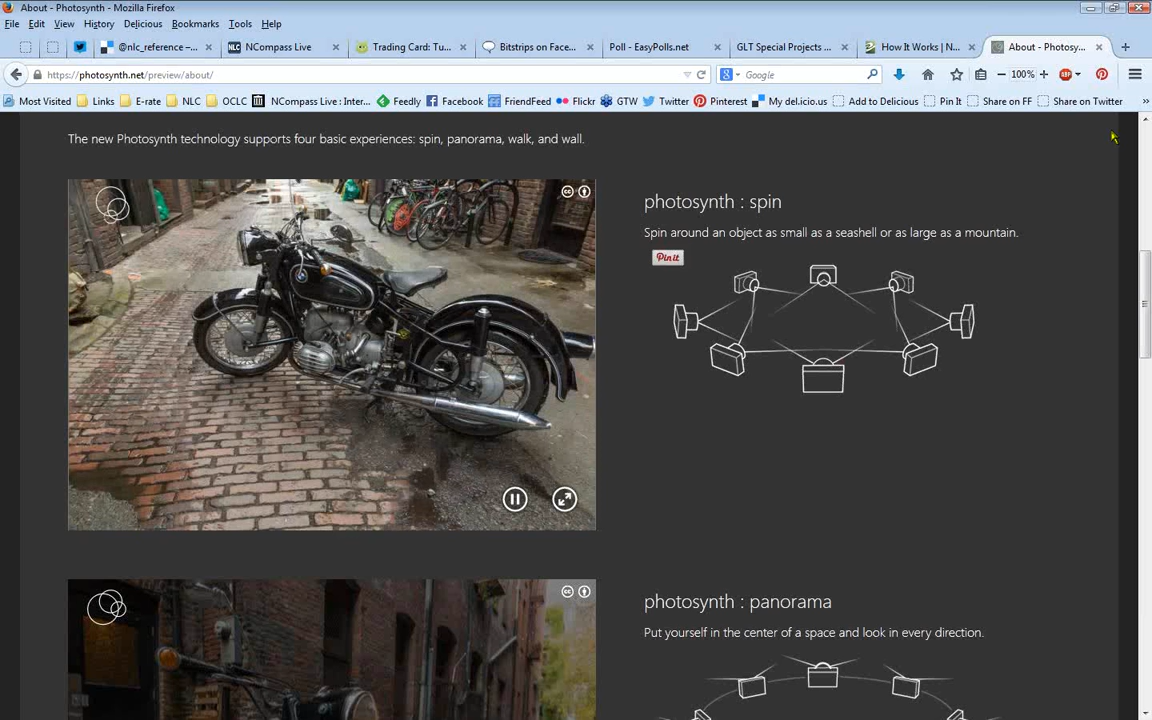 About - Photosynth - Mozilla Firefox
File Edit View History Delicious Bookmarks Tools Help
@nlc_reference –... NLC NCompass Live Trading Card: Tu... Bitstrips on Face... Poll - EasyPolls.net GLT Special Projects ... How It Works | N... About - Photosy...
https://photosynth.net/preview/about/ Google 100% ABP
Most Visited Links E-rate NLC OCLC NCompass Live: Inter... Feedly Facebook FriendFeed Flickr GTW Twitter Pinterest My del.icio.us Add to Delicious Pin It Share on FF Share on Twitter
The new Photosynth technology supports four basic experiences: spin, panorama, walk, and wall.
cc
photosynth : spin
Spin around an object as small as a seashell or as large as a mountain.
Pin it
cc
photosynth : panorama
Put yourself in the center of a space and look in every direction.